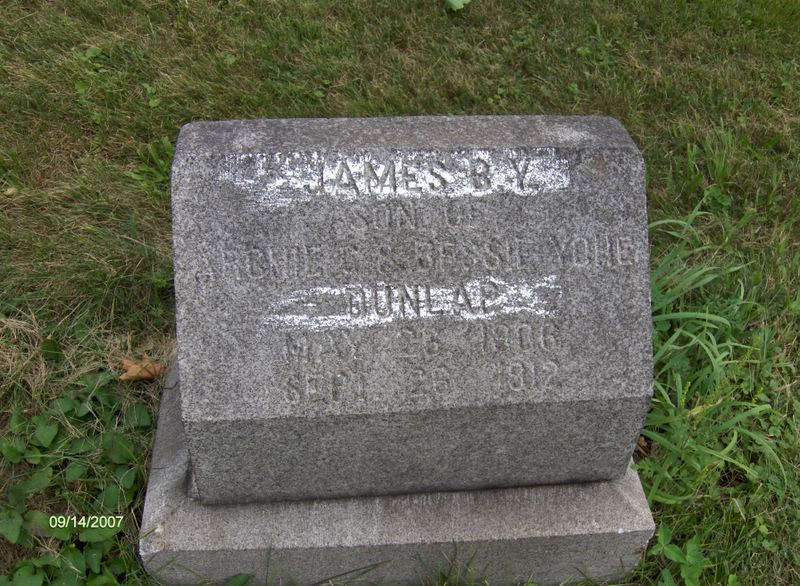 JAMES B. Y.
SON OF
ARCHIE C. & BESSIE YOHE
DUNLAP
MAY 26 1906
SEPT. 26 1912
09/14/2007